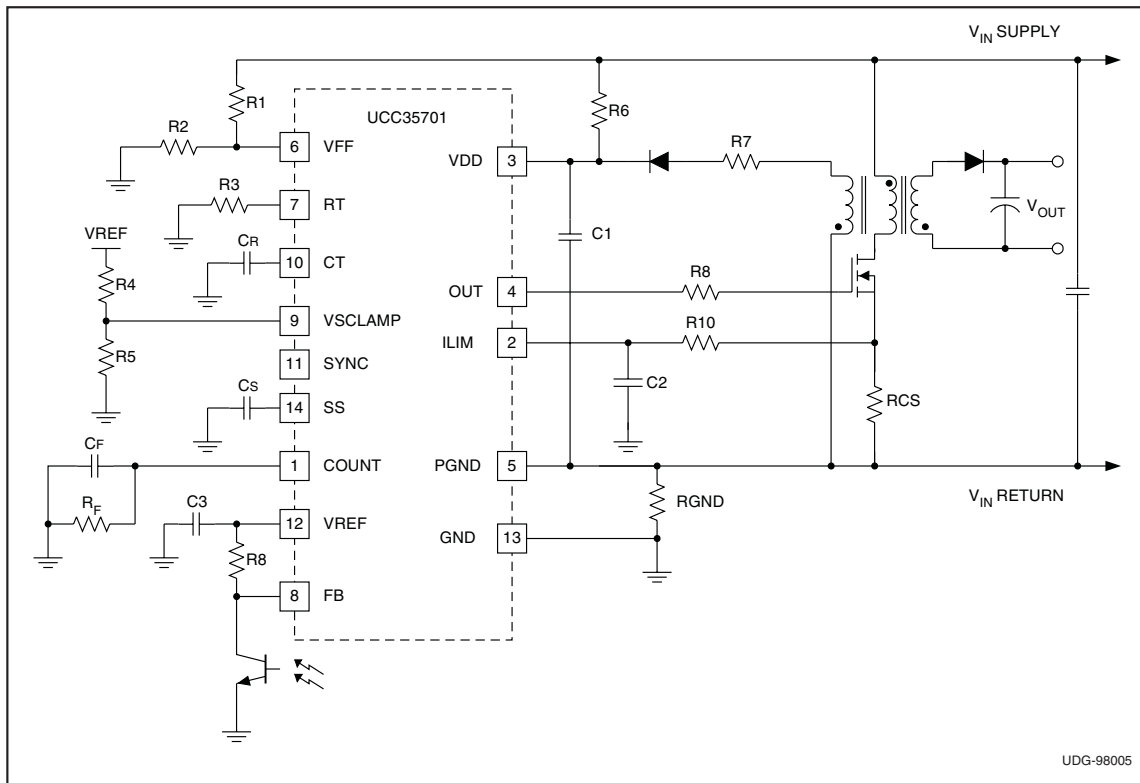 V_IN SUPPLY
R1
R6
UCC35701
R2
6 VFF
VDD 3
R7
R3
7 RT
VREF
CR
10 CT
C1
VOUT
R4
OUT 4
R8
9 VSCLAMP
ILIM 2
R10
R5
11 SYNC
CS
14 SS
C2
RCS
CF
1 COUNT
PGND 5
RF
C3
12 VREF
RGND
V_IN RETURN
GND 13
R8
8 FB
UDG-98005